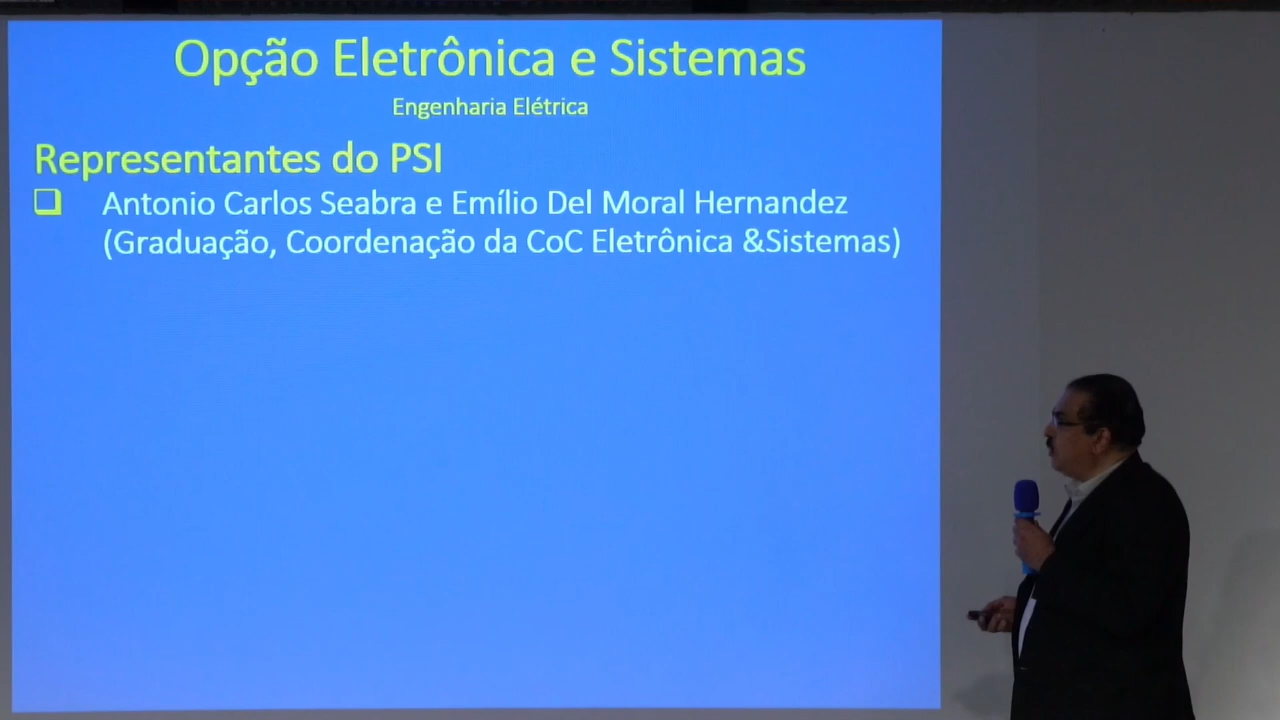 Opção Eletrônica e Sistemas
Engenharia Elétrica
Representantes do PSI
Antonio Carlos Seabra e Emílio Del Moral Hernandez
(Graduação, Coordenação da CoC Eletrônica &Sistemas)